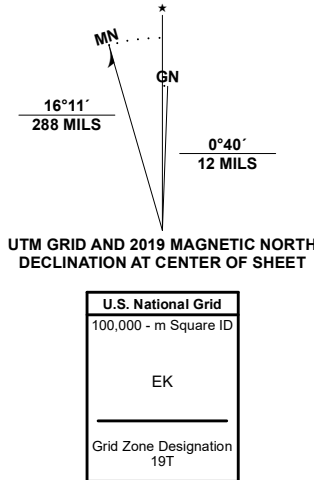 ★
MN
GN
16°11´
288 MILS
0°40´
12 MILS
UTM GRID AND 2019 MAGNETIC NORTH
DECLINATION AT CENTER OF SHEET
U.S. National Grid
100,000 - m Square ID
EK
Grid Zone Designation
19T